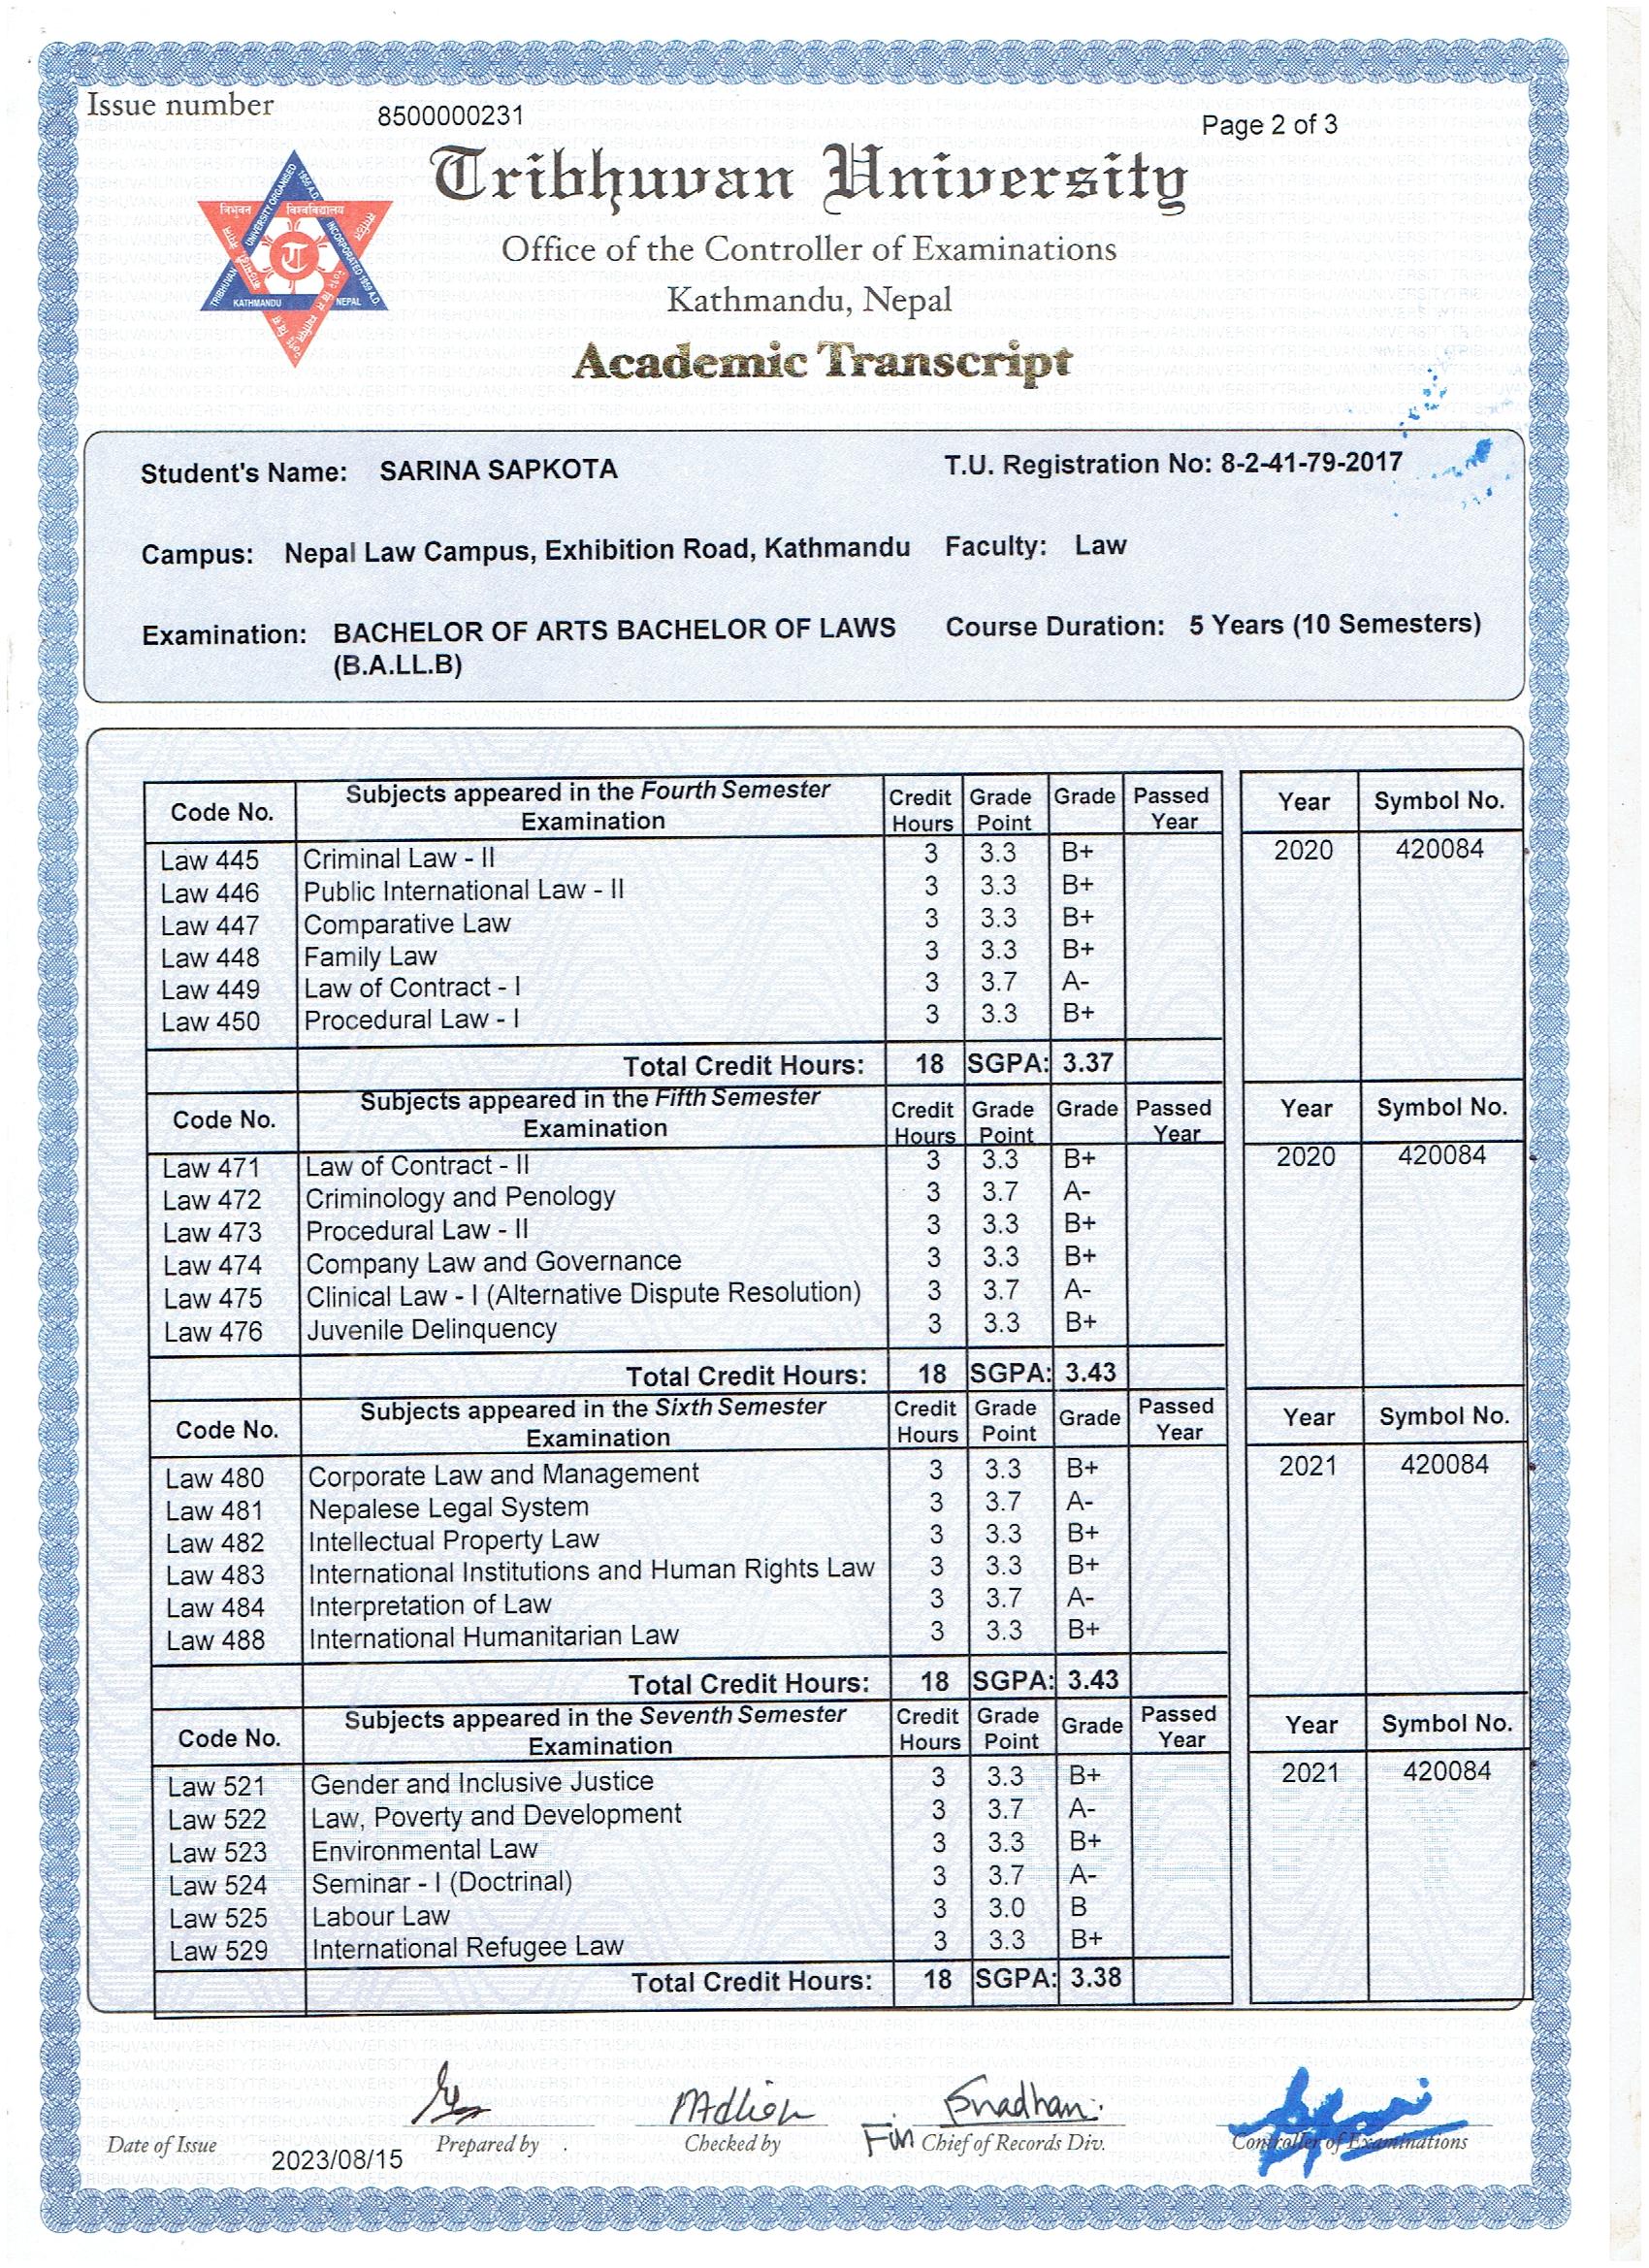 Issue number 8500000231 Page 2 of 3
Tribhuvan University
Office of the Controller of Examinations
Kathmandu, Nepal
Academic Transcript
त्रिभुवन विश्वविद्यालय
TRIBHUVAN UNIVERSITY ORGANISED 1956 A.D. INCORPORATED 1959 A.D.
KATHMANDU NEPAL
Student's Name: SARINA SAPKOTA T.U. Registration No: 8-2-41-79-2017
Campus: Nepal Law Campus, Exhibition Road, Kathmandu Faculty: Law
Examination: BACHELOR OF ARTS BACHELOR OF LAWS Course Duration: 5 Years (10 Semesters)
(B.A.LL.B)
Code No. Subjects appeared in the Fourth Semester Examination Credit Hours Grade Point Grade Passed Year Year Symbol No.
Law 445 Criminal Law - II 3 3.3 B+ 2020 420084
Law 446 Public International Law - II 3 3.3 B+
Law 447 Comparative Law 3 3.3 B+
Law 448 Family Law 3 3.3 B+
Law 449 Law of Contract - I 3 3.7 A-
Law 450 Procedural Law - I 3 3.3 B+
Total Credit Hours: 18 SGPA: 3.37
Code No. Subjects appeared in the Fifth Semester Examination Credit Hours Grade Point Grade Passed Year Year Symbol No.
Law 471 Law of Contract - II 3 3.3 B+ 2020 420084
Law 472 Criminology and Penology 3 3.7 A-
Law 473 Procedural Law - II 3 3.3 B+
Law 474 Company Law and Governance 3 3.3 B+
Law 475 Clinical Law - I (Alternative Dispute Resolution) 3 3.7 A-
Law 476 Juvenile Delinquency 3 3.3 B+
Total Credit Hours: 18 SGPA: 3.43
Code No. Subjects appeared in the Sixth Semester Examination Credit Hours Grade Point Grade Passed Year Year Symbol No.
Law 480 Corporate Law and Management 3 3.3 B+ 2021 420084
Law 481 Nepalese Legal System 3 3.7 A-
Law 482 Intellectual Property Law 3 3.3 B+
Law 483 International Institutions and Human Rights Law 3 3.3 B+
Law 484 Interpretation of Law 3 3.7 A-
Law 488 International Humanitarian Law 3 3.3 B+
Total Credit Hours: 18 SGPA: 3.43
Code No. Subjects appeared in the Seventh Semester Examination Credit Hours Grade Point Grade Passed Year Year Symbol No.
Law 521 Gender and Inclusive Justice 3 3.3 B+ 2021 420084
Law 522 Law, Poverty and Development 3 3.7 A-
Law 523 Environmental Law 3 3.3 B+
Law 524 Seminar - I (Doctrinal) 3 3.7 A-
Law 525 Labour Law 3 3.0 B
Law 529 International Refugee Law 3 3.3 B+
Total Credit Hours: 18 SGPA: 3.38
Date of Issue 2023/08/15 Prepared by Checked by Chief of Records Div. Controller of Examinations